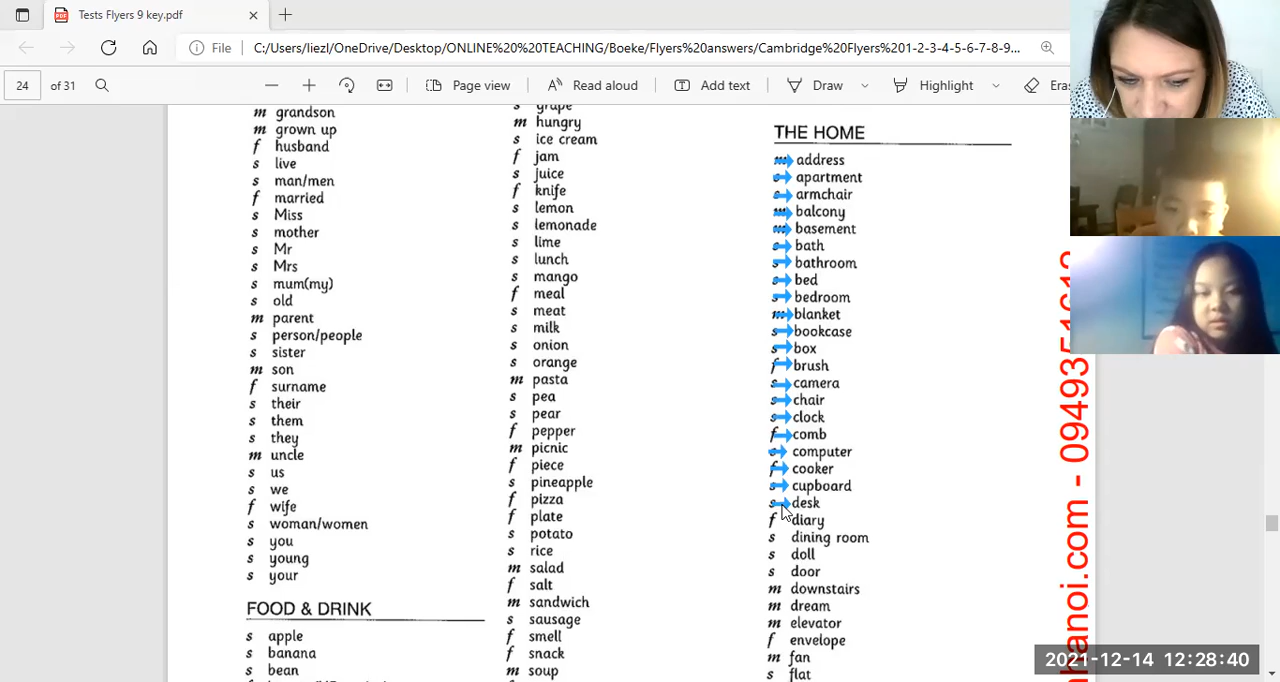 Tests Flyers 9 key.pdf
File
C:/Users/liezl/OneDrive/Desktop/ONLINE%20%20TEACHING/Boeke/Flyers%20answers/Cambridge%20Flyers%201-2-3-4-5-6-7-8-9...
24 of 31
Page view
Read aloud
Add text
Draw
Highlight
m grandson
m grown up
f husband
s live
s man/men
f married
s Miss
s mother
s Mr
s Mrs
s mum(my)
s old
m parent
s person/people
s sister
m son
f surname
s their
s them
s they
m uncle
s us
s we
f wife
s woman/women
s you
s young
s your
FOOD & DRINK
s apple
s banana
s bean
s grape
m hungry
s ice cream
f jam
s juice
f knife
s lemon
s lemonade
s lime
s lunch
s mango
f meal
s meat
s milk
s onion
s orange
m pasta
s pea
s pear
f pepper
m picnic
f piece
s pineapple
f pizza
f plate
s potato
s rice
m salad
f salt
m sandwich
s sausage
f smell
f snack
m soup
THE HOME
m address
s apartment
s armchair
m balcony
m basement
s bath
s bathroom
s bed
s bedroom
m blanket
s bookcase
s box
f brush
s camera
s chair
s clock
f comb
s computer
f cooker
s cupboard
s desk
f diary
s dining room
s doll
s door
m downstairs
m dream
m elevator
f envelope
m fan
s flat
2021-12-14 12:28:40